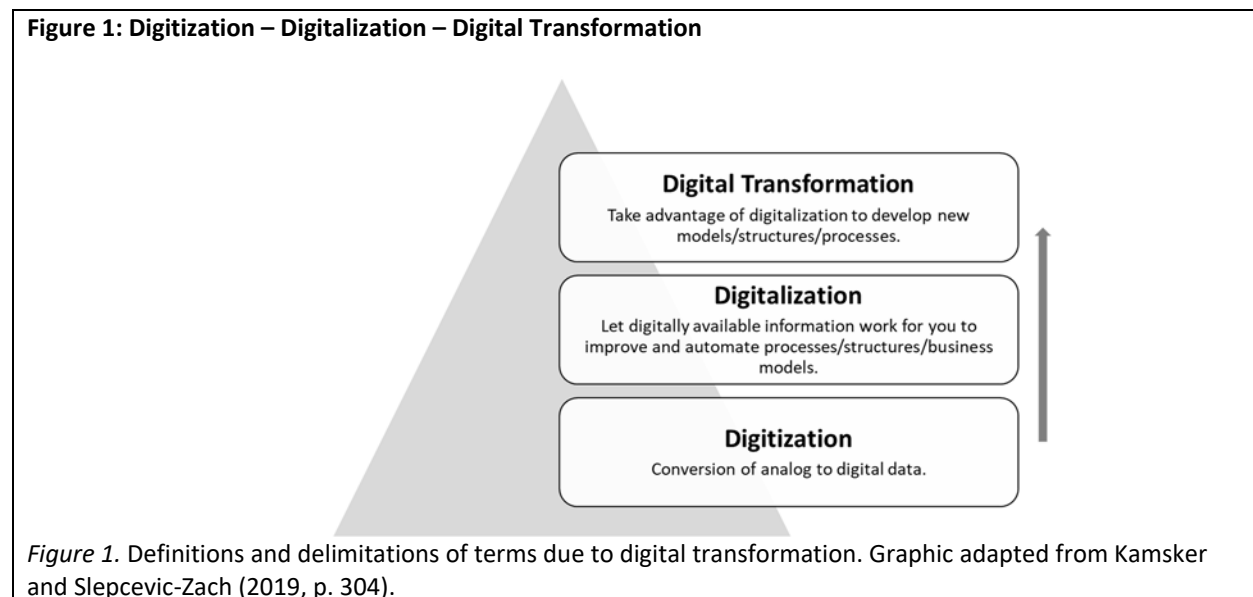 Figure 1: Digitization – Digitalization – Digital Transformation
Digital Transformation
Take advantage of digitalization to develop new
models/structures/processes.
Digitalization
Let digitally available information work for you to
improve and automate processes/structures/business
models.
Digitization
Conversion of analog to digital data.
Figure 1. Definitions and delimitations of terms due to digital transformation. Graphic adapted from Kamsker
and Slepcevic-Zach (2019, p. 304).